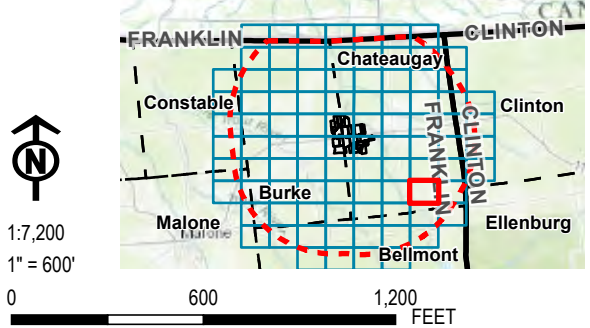 FRANKLIN
CLINTON
Chateaugay
Constable
Clinton
FRANKLIN
CLINTON
N
Burke
Malone
Malone
Ellenburg
Bellmont
1:7,200
1" = 600'
0 600 1,200
FEET